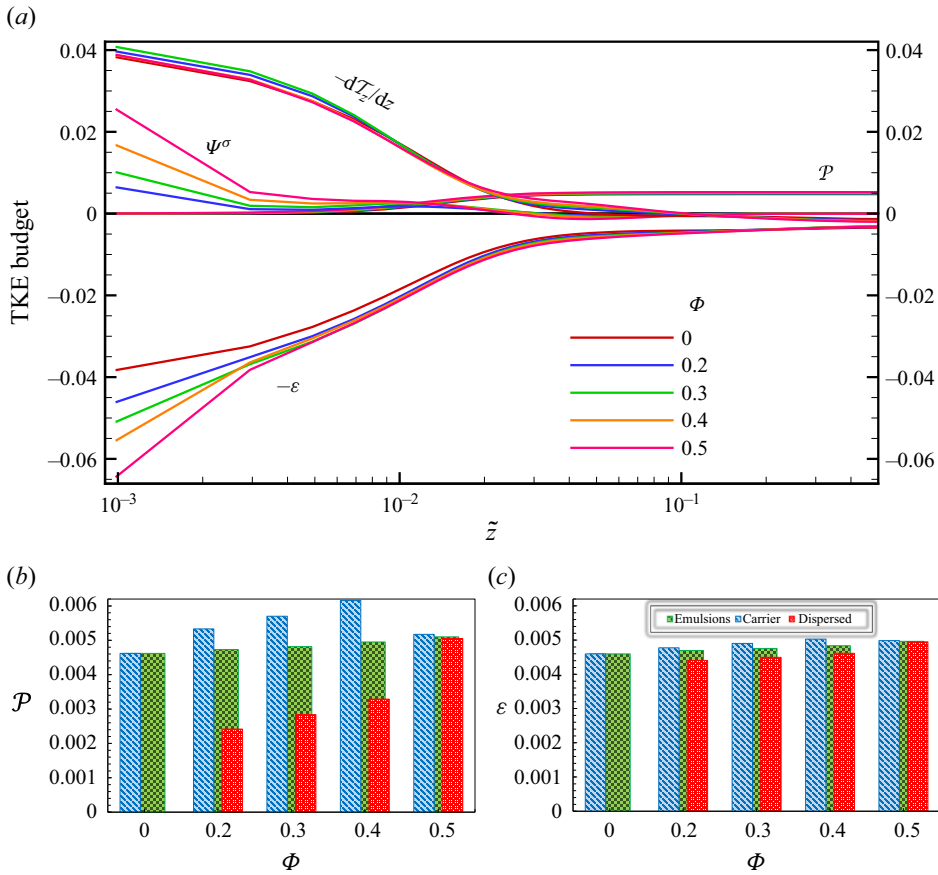 (a)
0.04
0.02
0
−0.02
−0.04
−0.06
0.04
0.02
0
−0.02
−0.04
−0.06
TKE budget
−d𝒯z/dz
Ψ^σ
𝒫
−ε
Φ
0
0.2
0.3
0.4
0.5
10^−3
10^−2
10^−1
z̃
(b)
0.006
0.005
0.004
0.003
0.002
0.001
0
𝒫
0
0.2
0.3
0.4
0.5
Φ
(c)
0.006
0.005
0.004
0.003
0.002
0.001
0
ε
Emulsions Carrier Dispersed
0
0.2
0.3
0.4
0.5
Φ